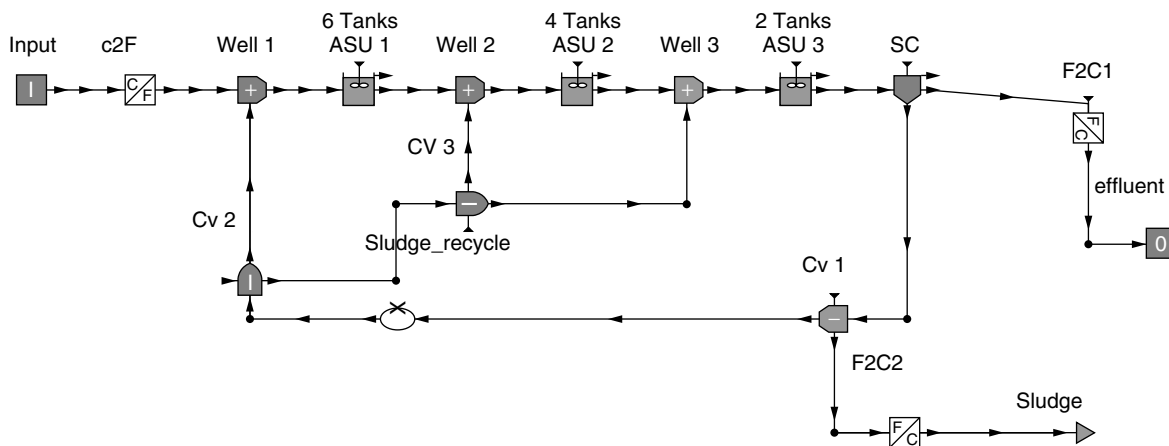 6 Tanks
4 Tanks
2 Tanks
Input
c2F
Well 1
ASU 1
Well 2
ASU 2
Well 3
ASU 3
SC
F2C1
I
C/F
+
+
+
F/C
CV 3
effluent
Cv 2
–
Sludge_recycle
0
I
Cv 1
–
F2C2
Sludge
F/C